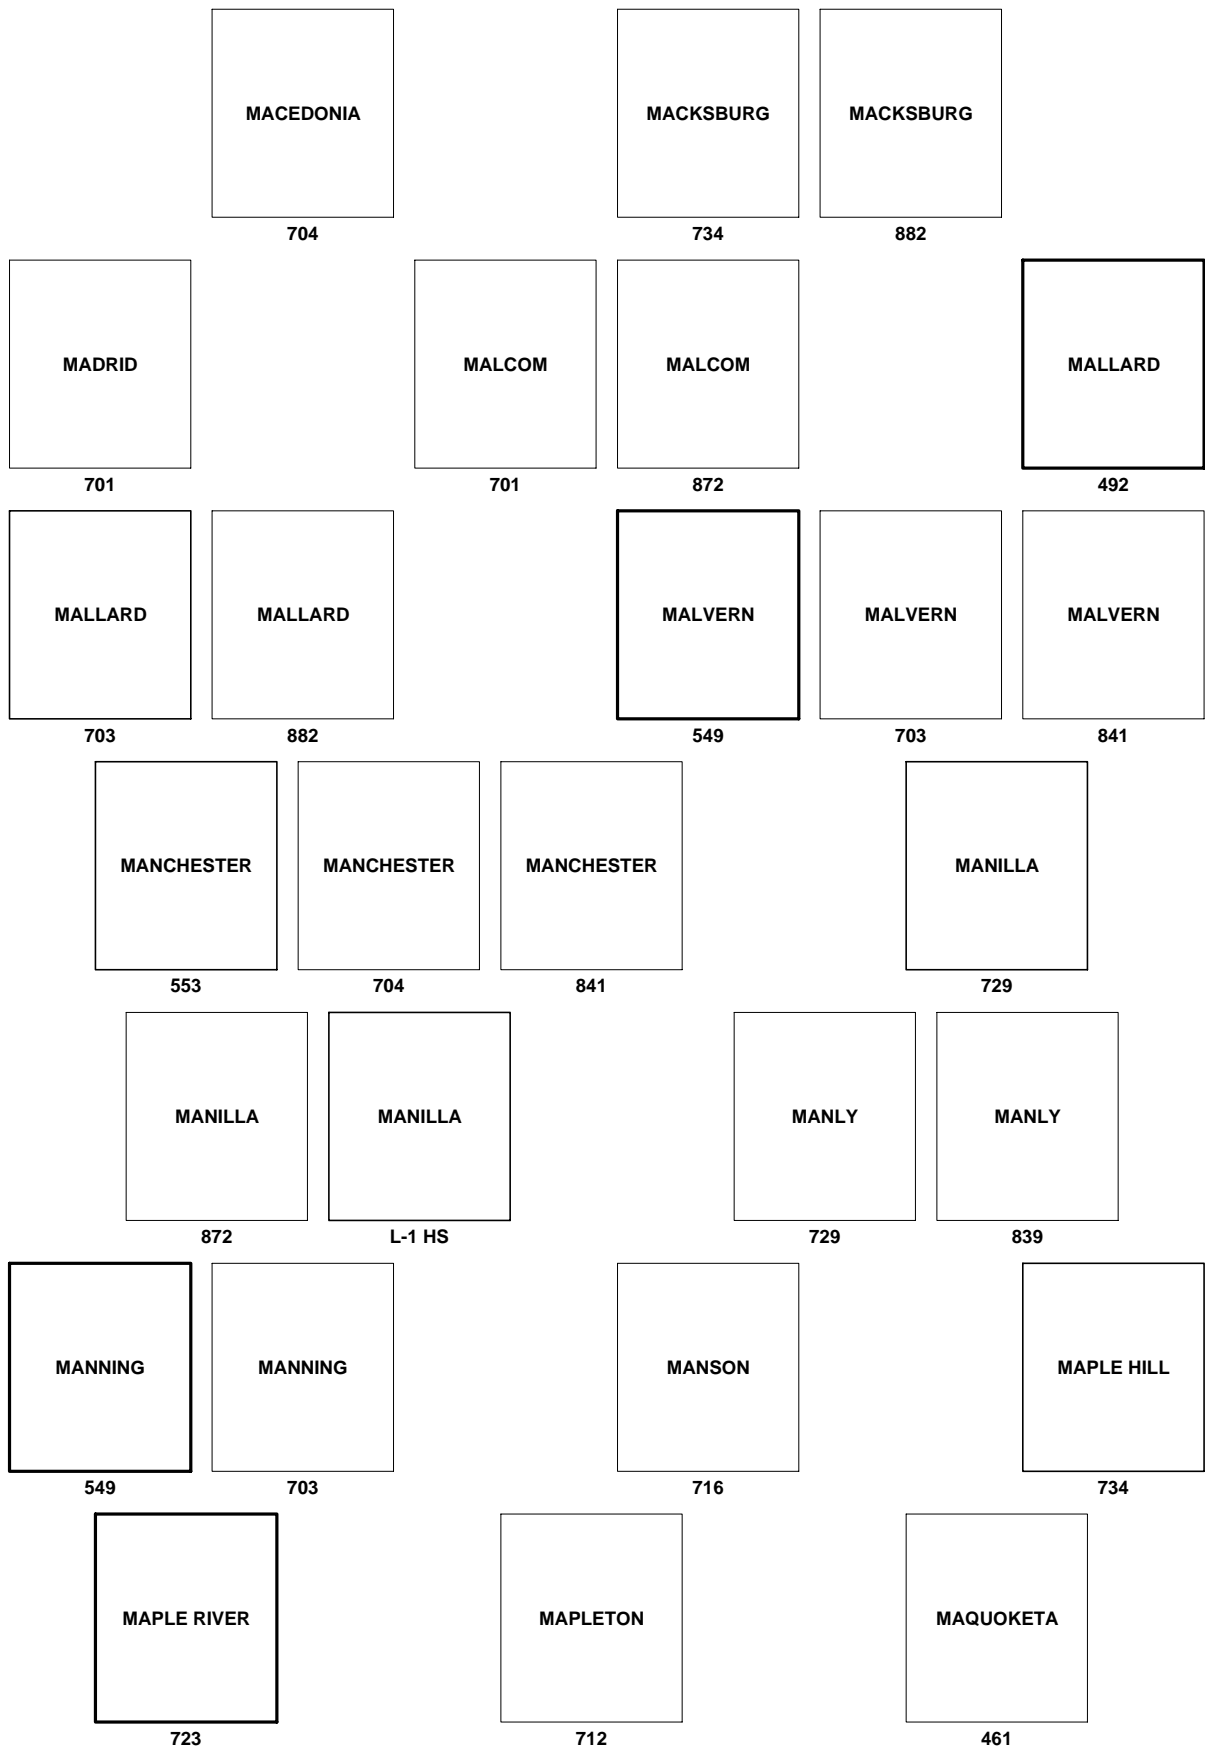 MACEDONIA MACKSBURG MACKSBURG
704 734 882
MADRID MALCOM MALCOM MALLARD
701 701 872 492
MALLARD MALLARD MALVERN MALVERN MALVERN
703 882 549 703 841
MANCHESTER MANCHESTER MANCHESTER MANILLA
553 704 841 729
MANILLA MANILLA MANLY MANLY
872 L-1 HS 729 839
MANNING MANNING MANSON MAPLE HILL
549 703 716 734
MAPLE RIVER MAPLETON MAQUOKETA
723 712 461